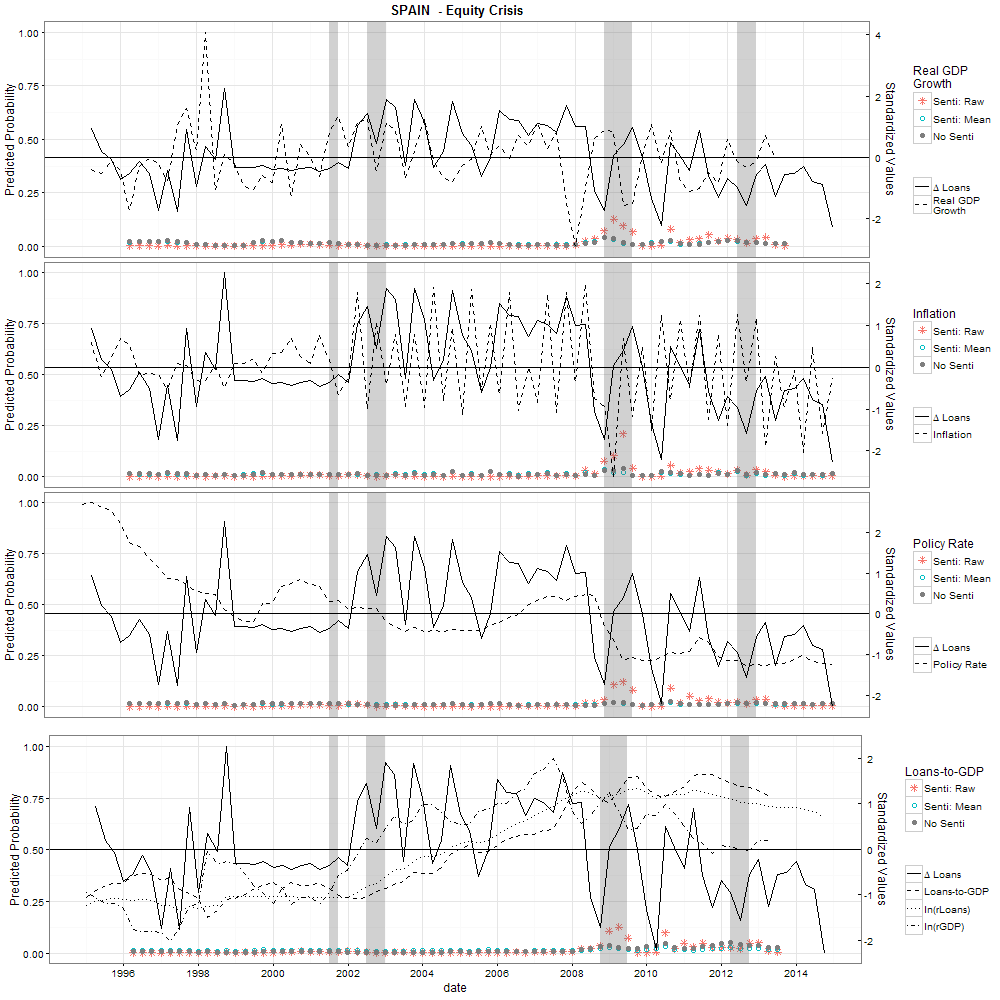 SPAIN - Equity Crisis
1.00
0.75
0.50
0.25
0.00
Predicted Probability
4
2
0
-2
Standardized Values
Real GDP
Growth
Senti: Raw
Senti: Mean
No Senti
Δ Loans
Real GDP
Growth
1.00
0.75
0.50
0.25
0.00
Predicted Probability
2
1
0
-1
-2
Standardized Values
Inflation
Senti: Raw
Senti: Mean
No Senti
Δ Loans
Inflation
1.00
0.75
0.50
0.25
0.00
Predicted Probability
2
1
0
-1
-2
Standardized Values
Policy Rate
Senti: Raw
Senti: Mean
No Senti
Δ Loans
Policy Rate
1.00
0.75
0.50
0.25
0.00
Predicted Probability
2
1
0
-1
-2
Standardized Values
Loans-to-GDP
Senti: Raw
Senti: Mean
No Senti
Δ Loans
Loans-to-GDP
ln(rLoans)
ln(rGDP)
1996 1998 2000 2002 2004 2006 2008 2010 2012 2014
date